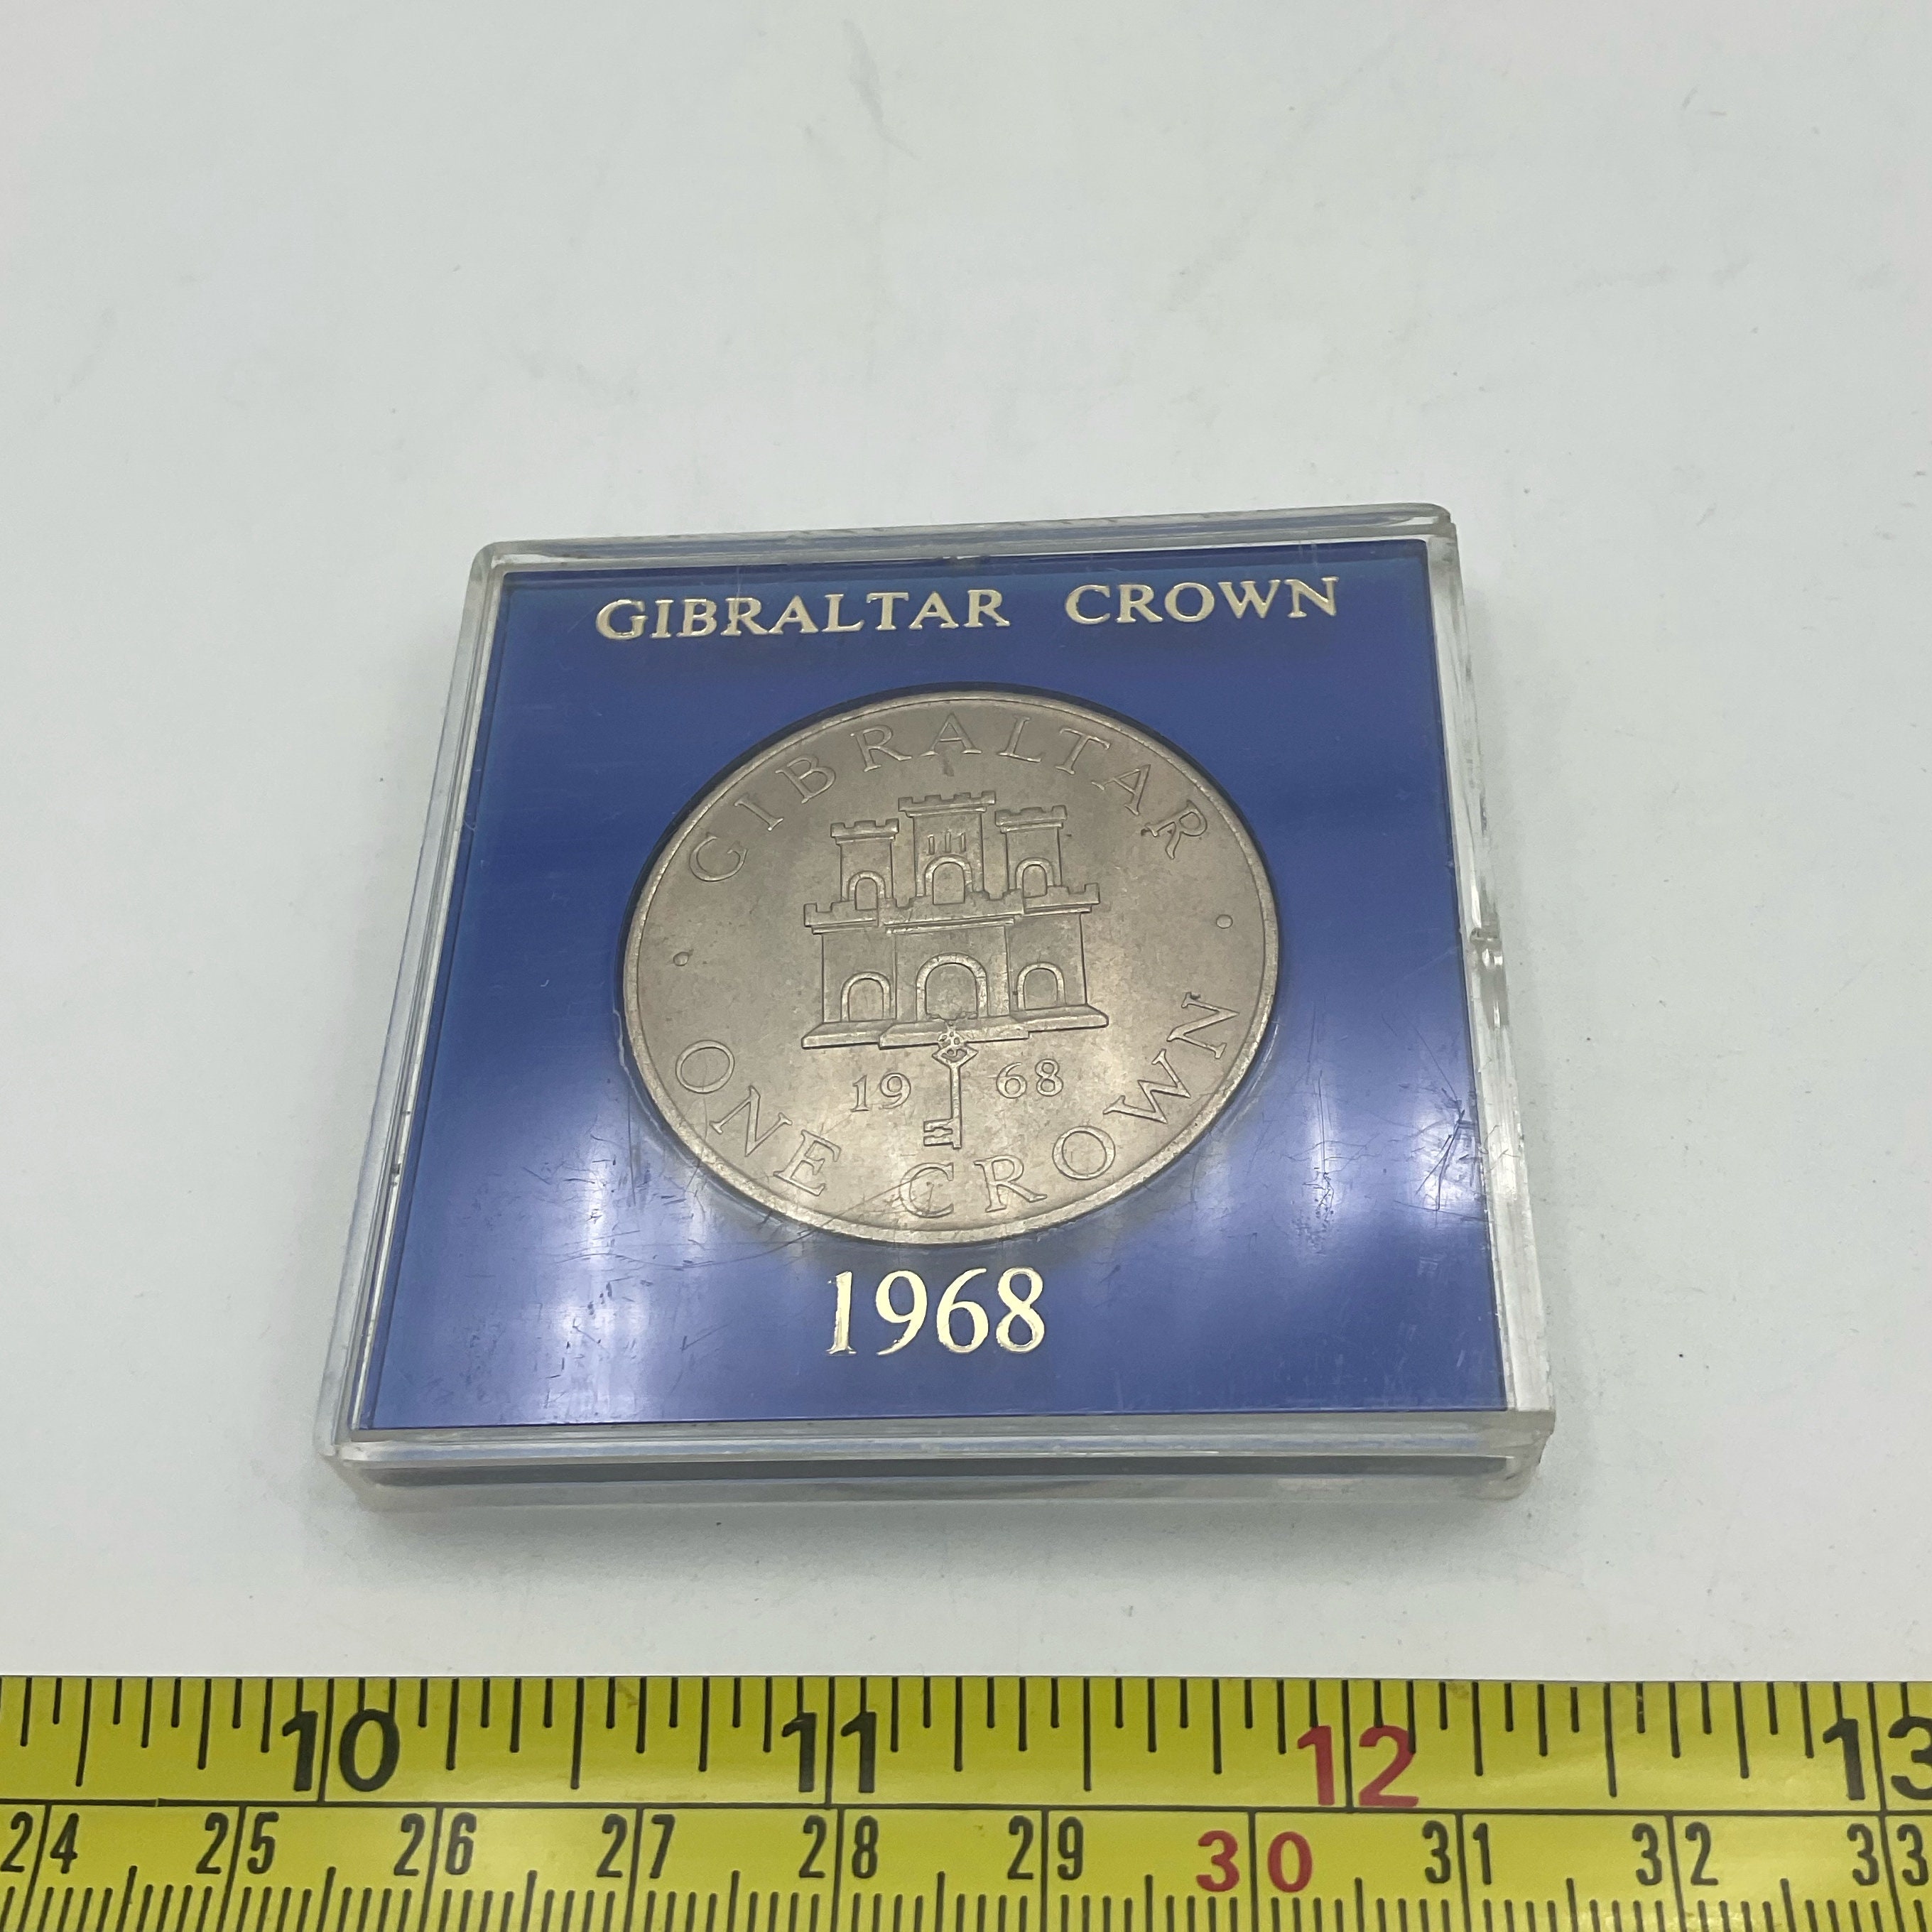 GIBRALTAR CROWN
GIBRALTAR
19 68
ONE CROWN
1968
10 11 12 13
24 25 26 27 28 29 30 31 32 33